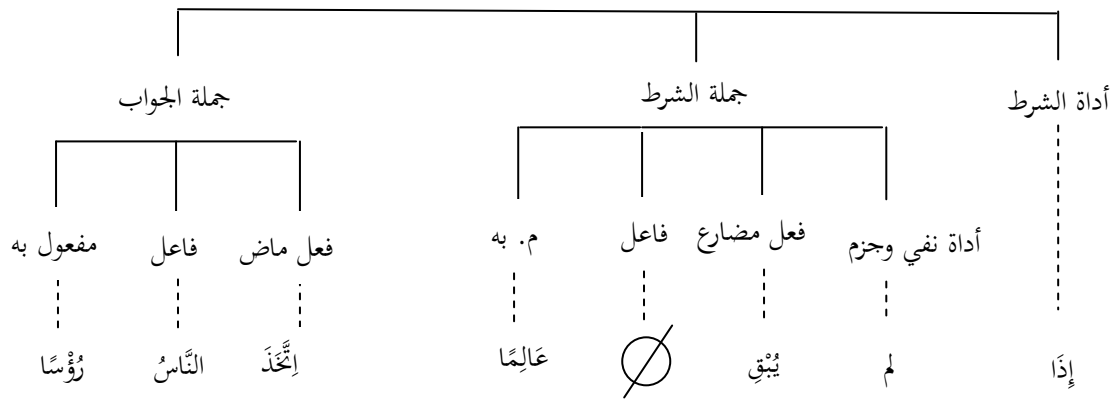 أداة الشرط جملة الشرط جملة الجواب
أداة نفي وجزم فعل مضارع فاعل م. به فعل ماض فاعل مفعول به
إِذَا لم يُبْقِ عَالِمًا اِتَّخَذَ النَّاسُ رُؤْسًا